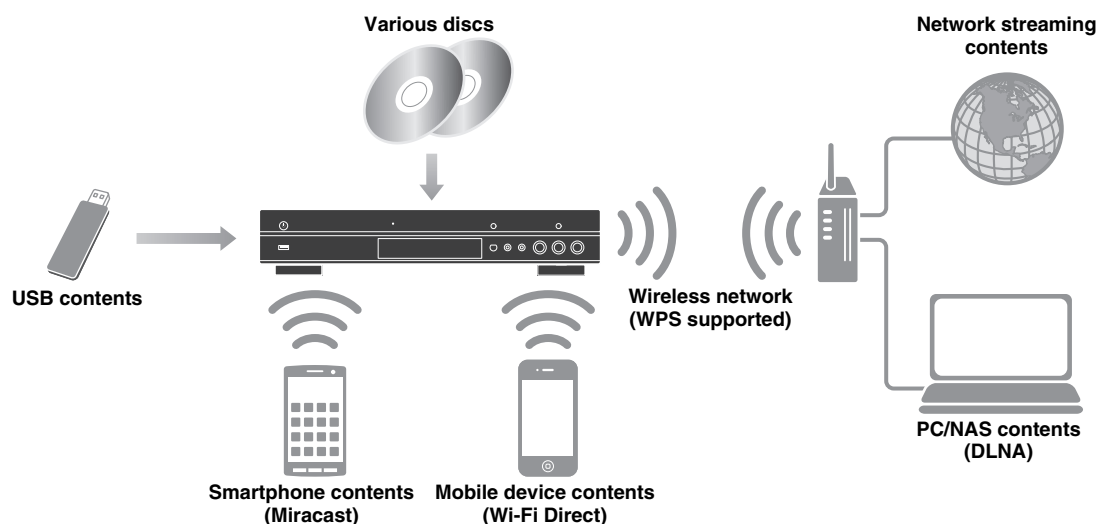 Various discs
Network streaming
contents
USB contents
Wireless network
(WPS supported)
PC/NAS contents
(DLNA)
Smartphone contents
(Miracast)
Mobile device contents
(Wi-Fi Direct)